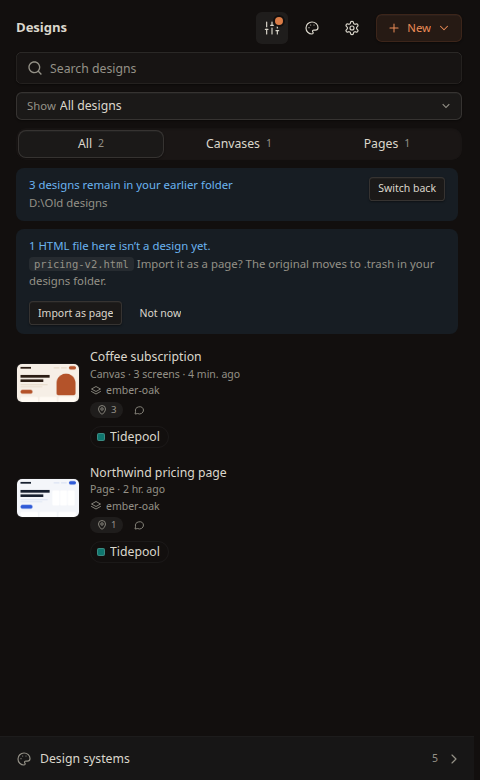 Designs
New
Search designs
Show All designs
All 2
Canvases 1
Pages 1
3 designs remain in your earlier folder
D:\Old designs
Switch back
1 HTML file here isn't a design yet.
pricing-v2.html Import it as a page? The original moves to .trash in your
designs folder.
Import as page
Not now
Coffee subscription
Canvas · 3 screens · 4 min. ago
ember-oak
3
Tidepool
Northwind pricing page
Page · 2 hr. ago
ember-oak
1
Tidepool
Design systems
5